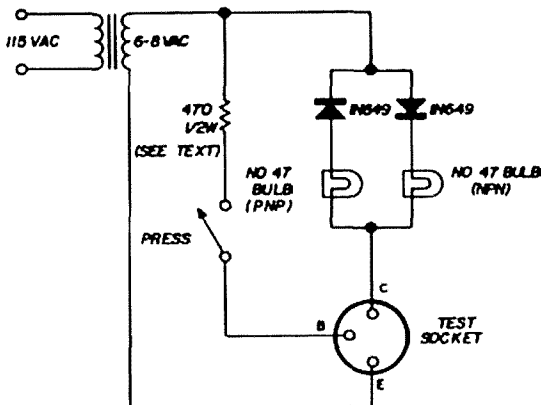 115 VAC
6-8 VAC
470
1/2W
(SEE TEXT)
IN649
IN649
NO 47
BULB
(PNP)
NO 47 BULB
(NPN)
PRESS
C
B
TEST
SOCKET
E